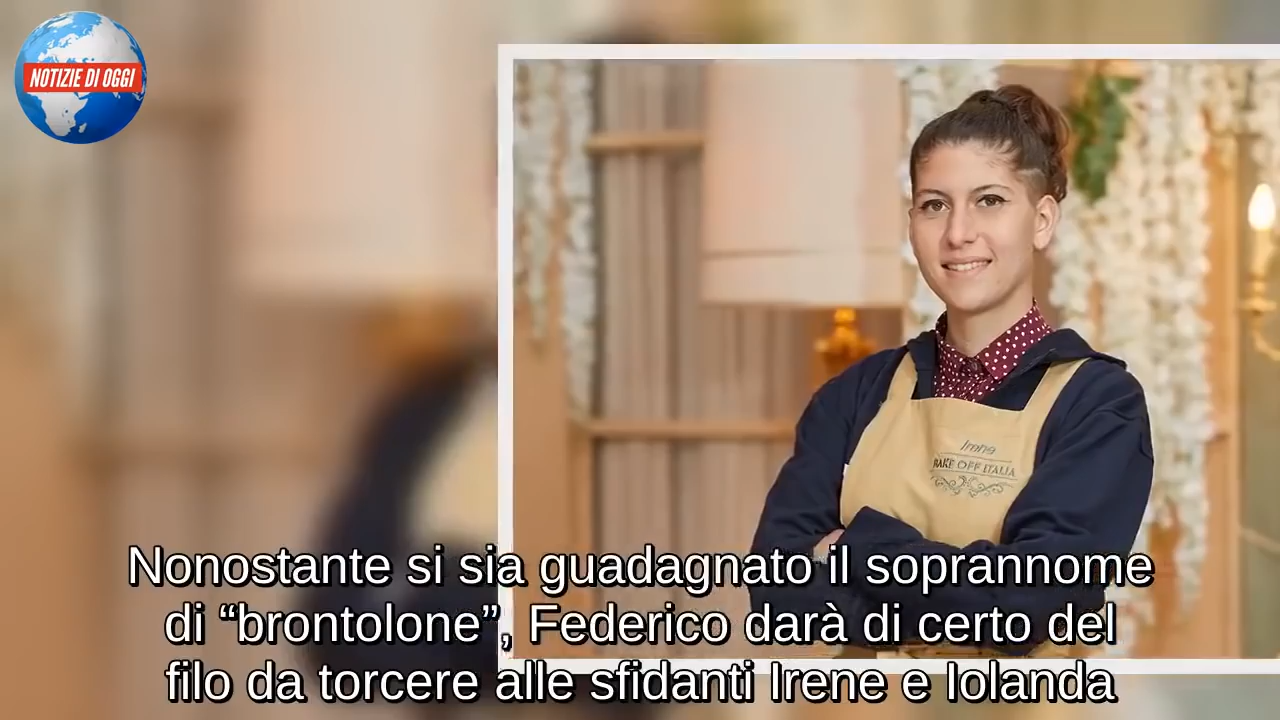 NOTIZIE DI OGGI
Irene
BAKE OFF ITALIA
Nonostante si sia guadagnato il soprannome
di “brontolone”, Federico darà di certo del
filo da torcere alle sfidanti Irene e Iolanda